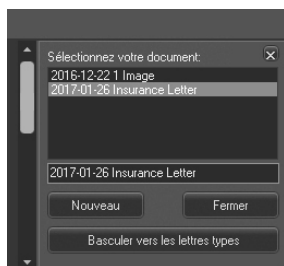 Sélectionnez votre document:
2016-12-22 1 Image
2017-01-26 Insurance Letter
2017-01-26 Insurance Letter
Nouveau
Fermer
Basculer vers les lettres types